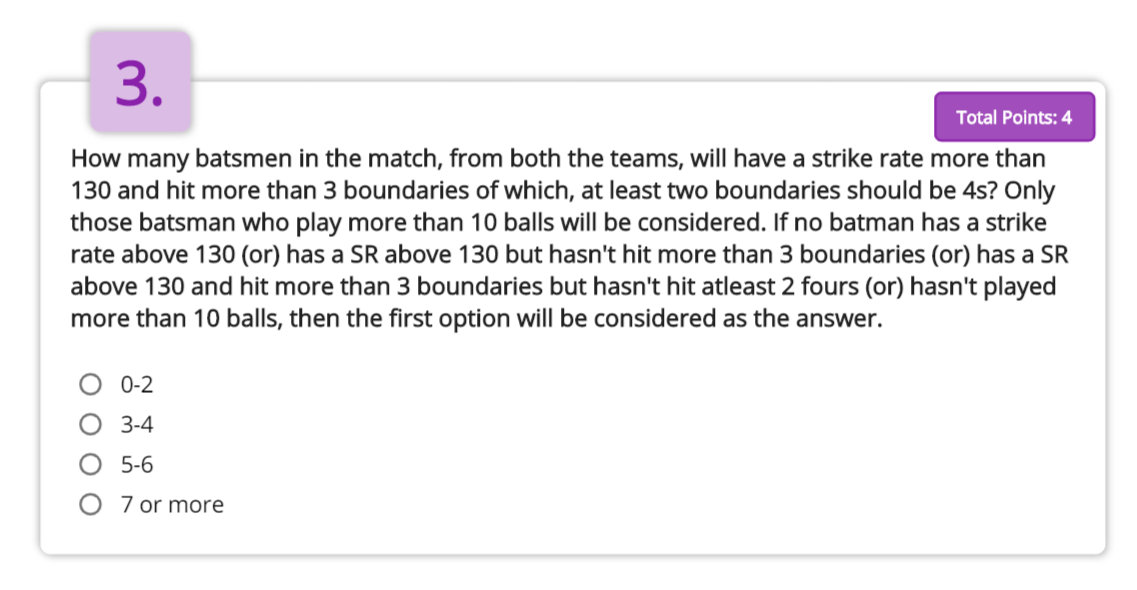 3.
Total Points: 4
How many batsmen in the match, from both the teams, will have a strike rate more than
130 and hit more than 3 boundaries of which, at least two boundaries should be 4s? Only
those batsman who play more than 10 balls will be considered. If no batman has a strike
rate above 130 (or) has a SR above 130 but hasn't hit more than 3 boundaries (or) has a SR
above 130 and hit more than 3 boundaries but hasn't hit atleast 2 fours (or) hasn't played
more than 10 balls, then the first option will be considered as the answer.
0-2
3-4
5-6
7 or more